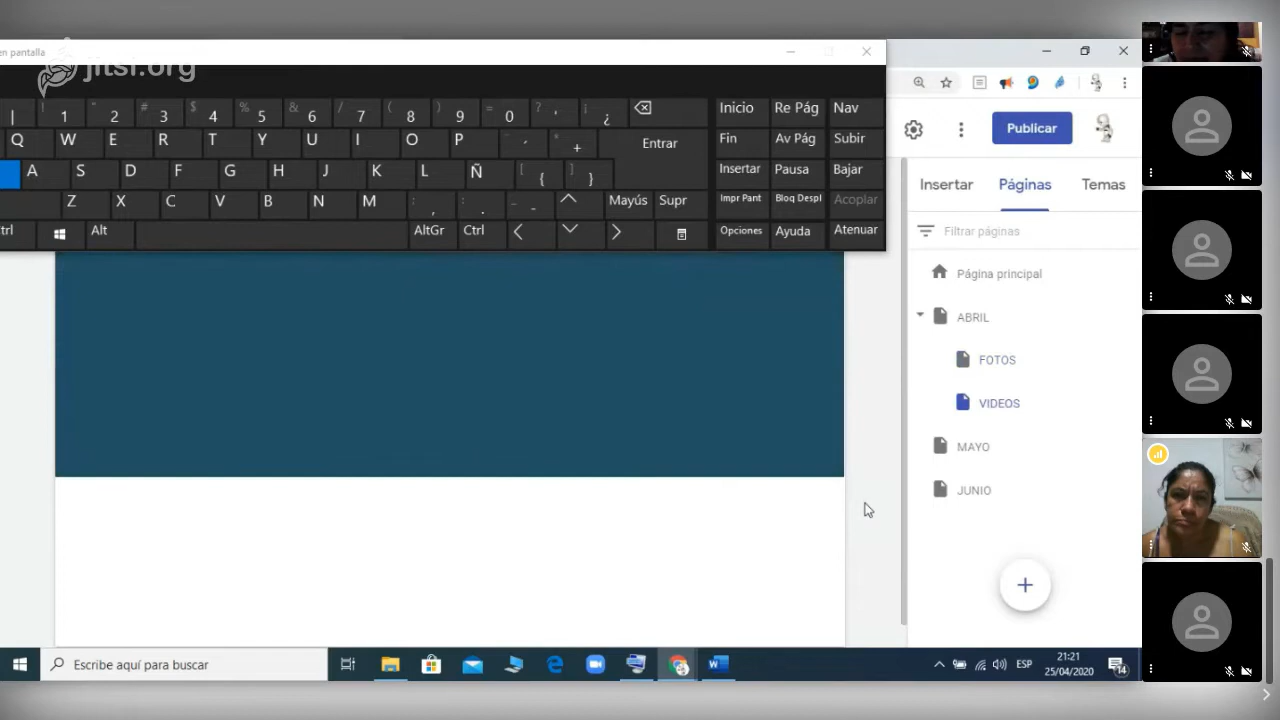 en pantalla
jitsi.org
| ! 1 " 2 # 3 $ 4 % 5 & 6 / 7 ( 8 ) 9 = 0 ? ' ¡ ¿ Inicio Re Pág Nav
Q W E R T Y U I O P ´ * + Entrar Fin Av Pág Subir
A S D F G H J K L Ñ [ { ] } Insertar Pausa Bajar
Z X C V B N M ; , : . _ - Mayús Supr Impr Pant Bloq Despl Acoplar
trl Alt AltGr Ctrl Opciones Ayuda Atenuar
Publicar
Insertar Páginas Temas
Filtrar páginas
Página principal
ABRIL
FOTOS
VIDEOS
MAYO
JUNIO
+
Escribe aquí para buscar
ESP
21:21
25/04/2020
14